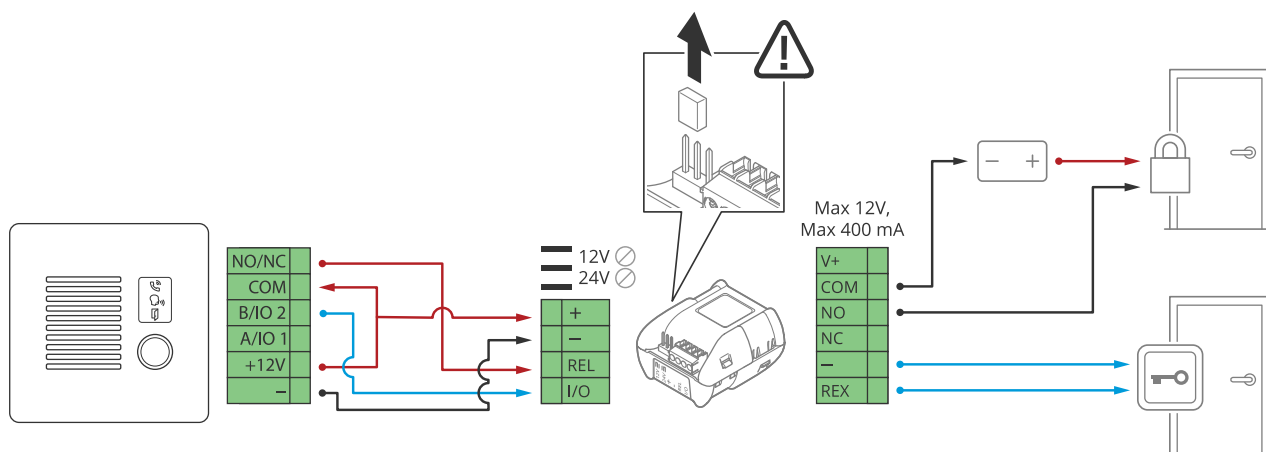 NO/NC
COM
B/IO 2
A/IO 1
+12V
–
12V
24V
+
–
REL
I/O
Max 12V,
Max 400 mA
V+
COM
NO
NC
–
REX
– +